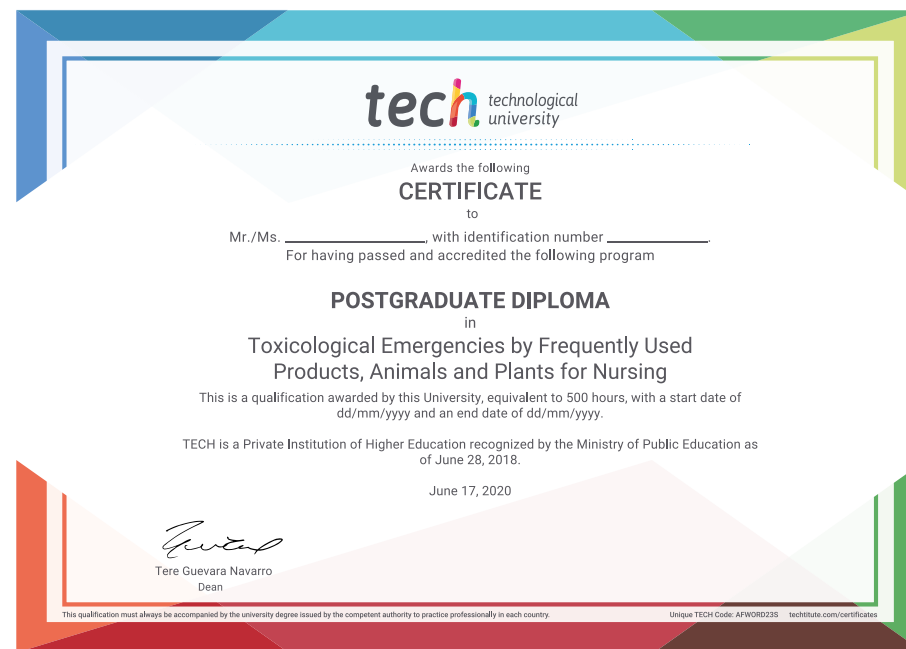 tech technological
university
Awards the following
CERTIFICATE
to
Mr./Ms. ____________________, with identification number ______________.
For having passed and accredited the following program
POSTGRADUATE DIPLOMA
in
Toxicological Emergencies by Frequently Used
Products, Animals and Plants for Nursing
This is a qualification awarded by this University, equivalent to 500 hours, with a start date of
dd/mm/yyyy and an end date of dd/mm/yyyy.
TECH is a Private Institution of Higher Education recognized by the Ministry of Public Education as
of June 28, 2018.
June 17, 2020
Tere Guevara Navarro
Dean
This qualification must always be accompanied by the university degree issued by the competent authority to practice professionally in each country.
Unique TECH Code: AFWORD23S techtitute.com/certificates